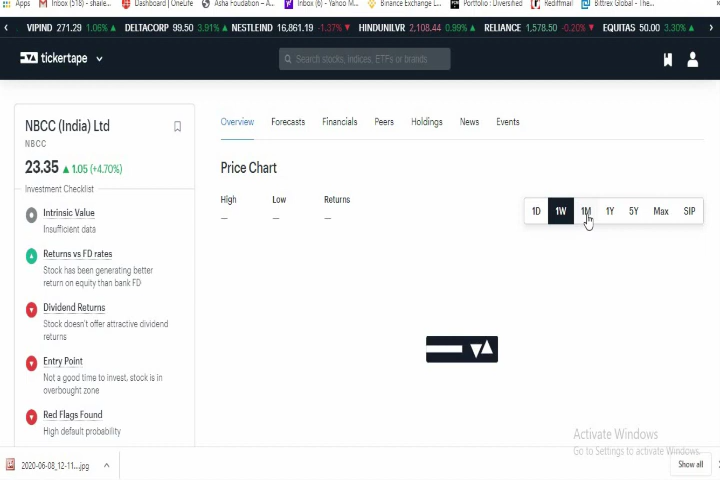 Apps M Inbox (518) - shaile... Dashboard | OneLife Asha Foudation – A... Inbox (6) - Yahoo M... Binance Exchange L... Portfolio : Diversified Rediffmail Bittrex Global - The...
VIPIND 271.29 1.06% ▲ DELTACORP 99.50 3.91% ▲ NESTLEIND 16,861.19 -1.37% ▼ HINDUNILVR 2,108.44 0.99% ▲ RELIANCE 1,578.50 -0.20% ▼ EQUITAS 50.00 3.30% ▲
tickertape
Search stocks, indices, ETFs or brands
NBCC (India) Ltd
NBCC
23.35 ▲ 1.05 (+4.70%)
Investment Checklist
Intrinsic Value
Insufficient data
Returns vs FD rates
Stock has been generating better
return on equity than bank FD
Dividend Returns
Stock doesn't offer attractive dividend
returns
Entry Point
Not a good time to invest, stock is in
overbought zone
Red Flags Found
High default probability
Overview Forecasts Financials Peers Holdings News Events
Price Chart
High Low Returns
— — —
1D 1W 1M 1Y 5Y Max SIP
Activate Windows
Go to Settings to activate Windows.
2020-06-08_12-11....jpg
Show all